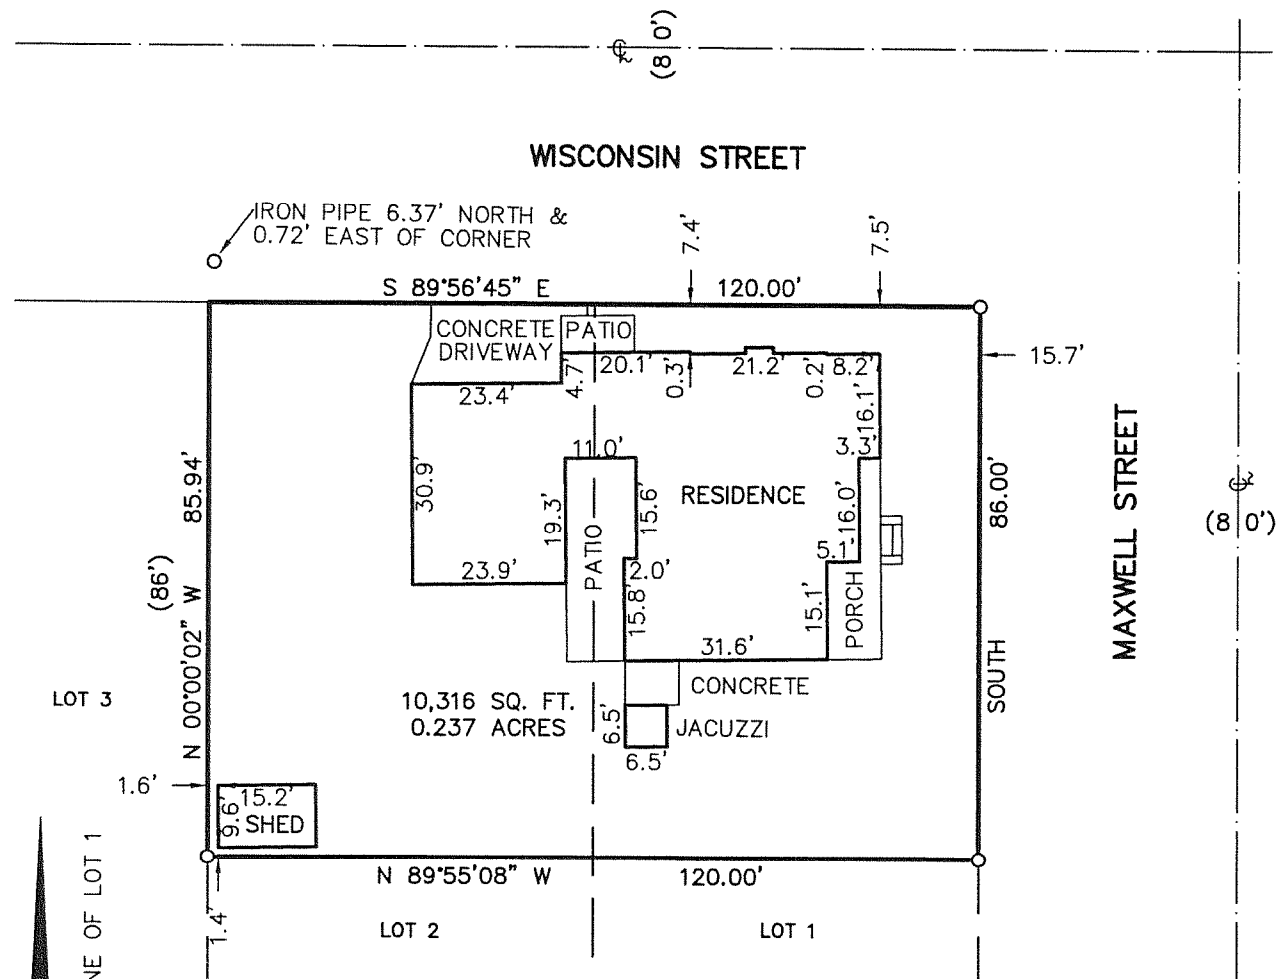 (80')
WISCONSIN STREET
IRON PIPE 6.37' NORTH &
0.72' EAST OF CORNER
7.4'
7.5'
S 89°56'45" E
120.00'
CONCRETE
DRIVEWAY
PATIO
15.7'
23.4'
4.7'
20.1'
0.3'
21.2'
0.2'
8.2'
16.1'
11.0'
3.3'
30.9'
19.3'
15.6'
RESIDENCE
16.0'
85.94'
86.00'
MAXWELL STREET
(80')
5.1'
23.9'
PATIO
2.0'
15.8'
15.1'
PORCH
(86')
N 00°00'02" W
31.6'
SOUTH
LOT 3
10,316 SQ. FT.
0.237 ACRES
CONCRETE
6.5'
JACUZZI
6.5'
1.6'
15.2'
9.6'
SHED
N 89°55'08" W
120.00'
NE OF LOT 1
1.4'
LOT 2
LOT 1